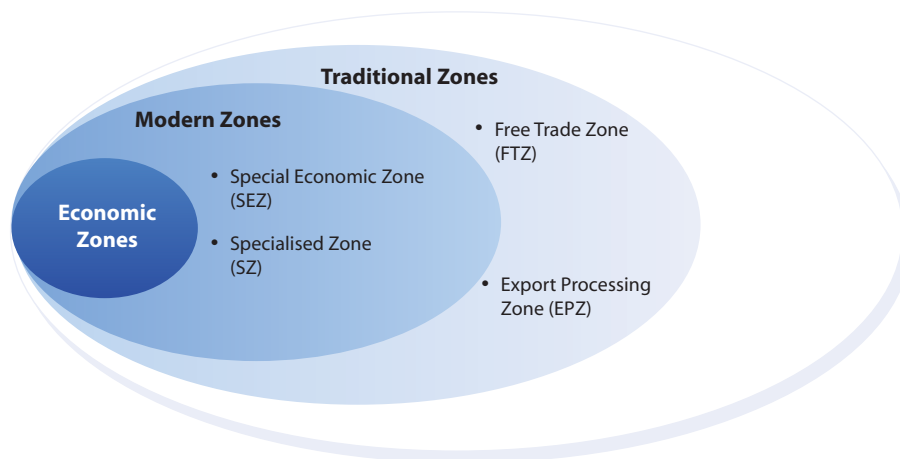 Traditional Zones
Modern Zones
• Free Trade Zone
(FTZ)
• Special Economic Zone
(SEZ)
Economic
Zones
• Specialised Zone
(SZ)
• Export Processing
Zone (EPZ)